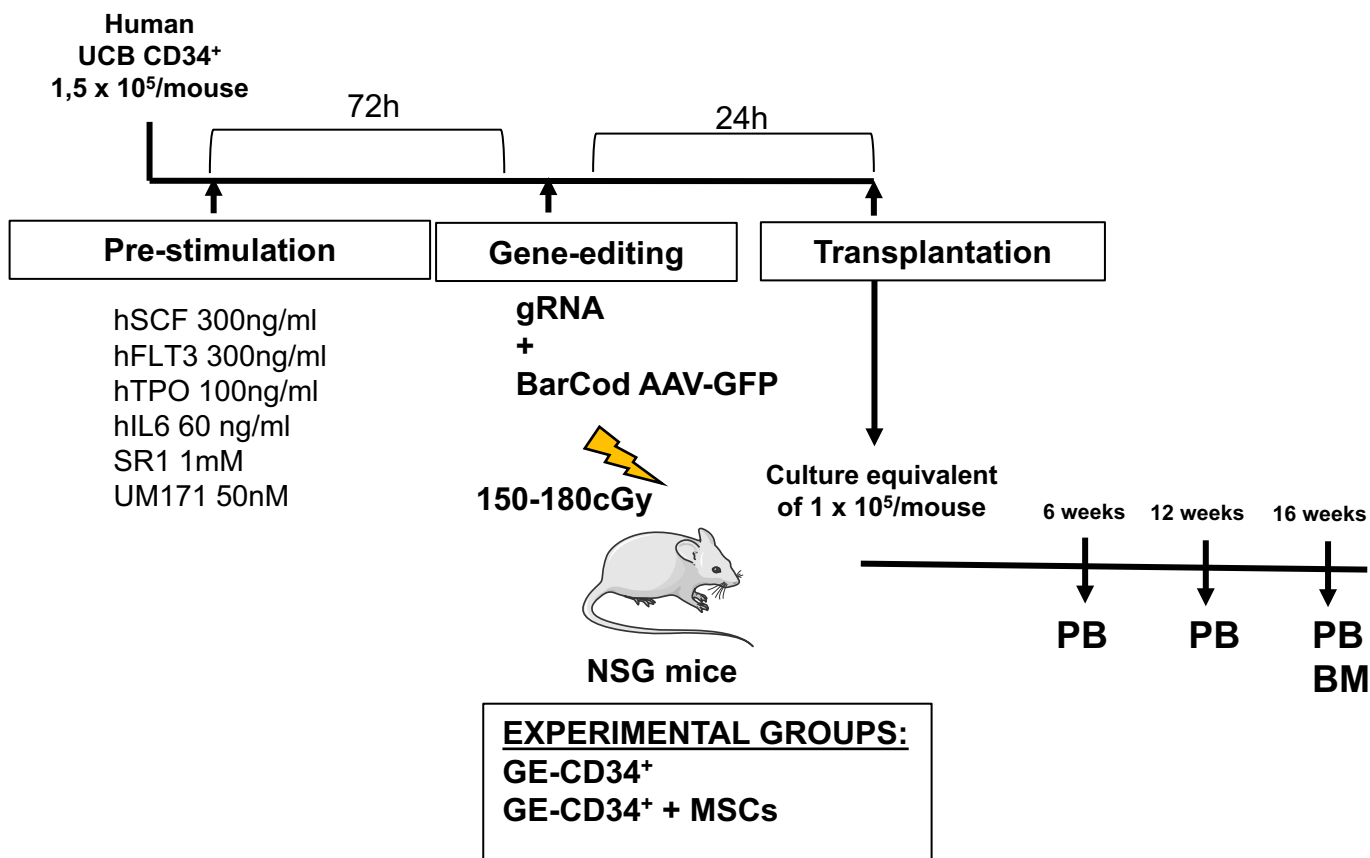 Human
UCB CD34⁺
1,5 x 10⁵/mouse
72h
24h
Pre-stimulation
Gene-editing
Transplantation
hSCF 300ng/ml
hFLT3 300ng/ml
hTPO 100ng/ml
hIL6 60 ng/ml
SR1 1mM
UM171 50nM
gRNA
+
BarCod AAV-GFP
150-180cGy
NSG mice
Culture equivalent
of 1 x 10⁵/mouse
6 weeks
12 weeks
16 weeks
PB
PB
PB
BM
EXPERIMENTAL GROUPS:
GE-CD34⁺
GE-CD34⁺ + MSCs